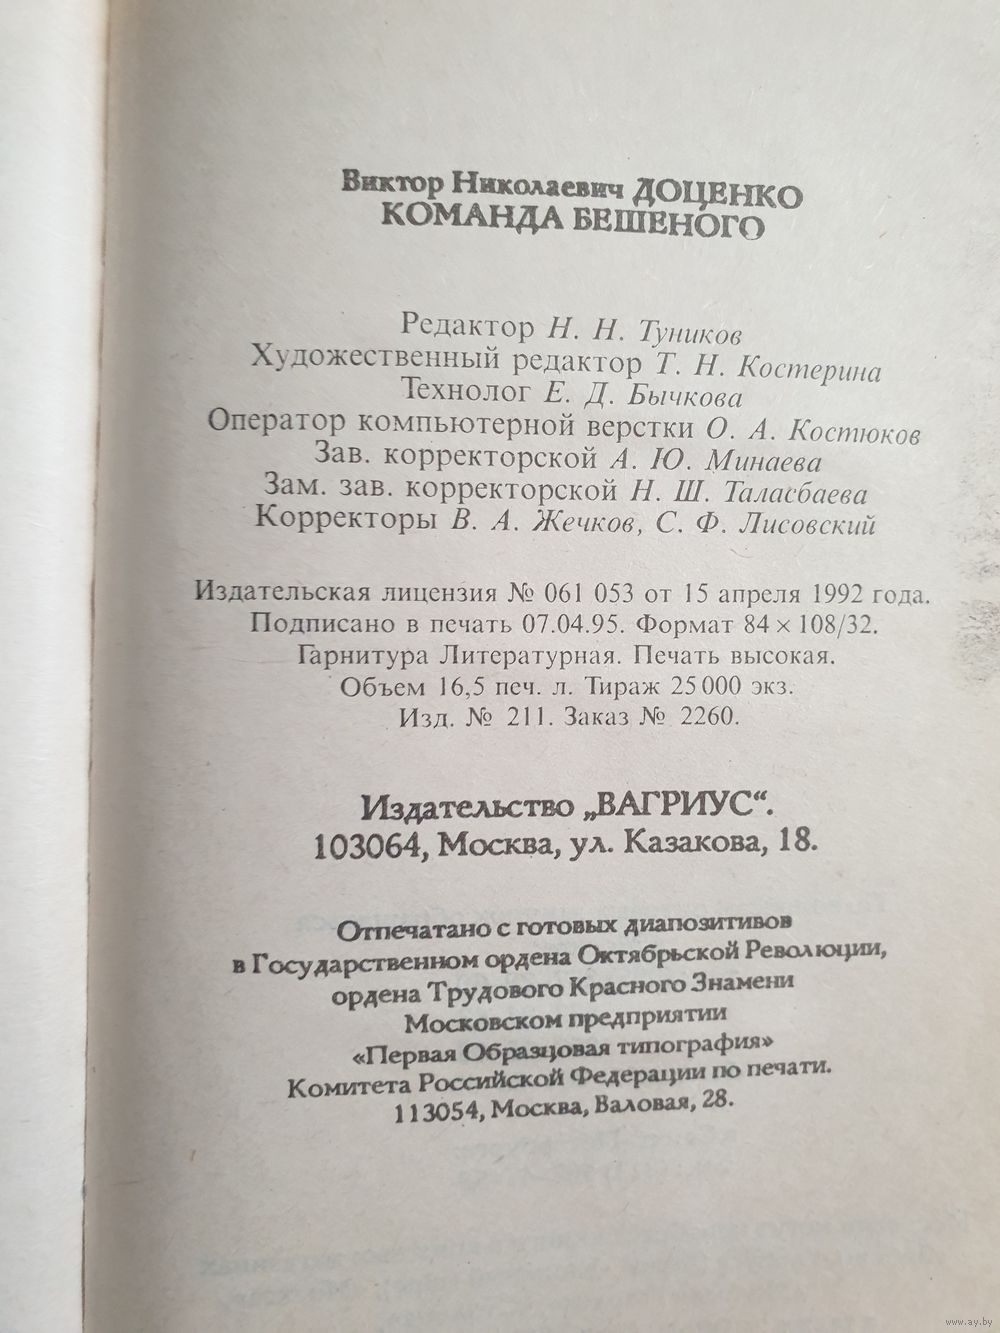 Виктор Николаевич ДОЦЕНКО
КОМАНДА БЕШЕНОГО
Редактор Н. Н. Туников
Художественный редактор Т. Н. Костерина
Технолог Е. Д. Бычкова
Оператор компьютерной верстки О. А. Костюков
Зав. корректорской А. Ю. Минаева
Зам. зав. корректорской Н. Ш. Таласбаева
Корректоры В. А. Жечков, С. Ф. Лисовский
Издательская лицензия № 061 053 от 15 апреля 1992 года.
Подписано в печать 07.04.95. Формат 84 × 108/32.
Гарнитура Литературная. Печать высокая.
Объем 16,5 печ. л. Тираж 25 000 экз.
Изд. № 211. Заказ № 2260.
Издательство „ВАГРИУС“.
103064, Москва, ул. Казакова, 18.
Отпечатано с готовых диапозитивов
в Государственном ордена Октябрьской Революции,
ордена Трудового Красного Знамени
Московском предприятии
«Первая Образцовая типография»
Комитета Российской Федерации по печати.
113054, Москва, Валовая, 28.
www.ay.by